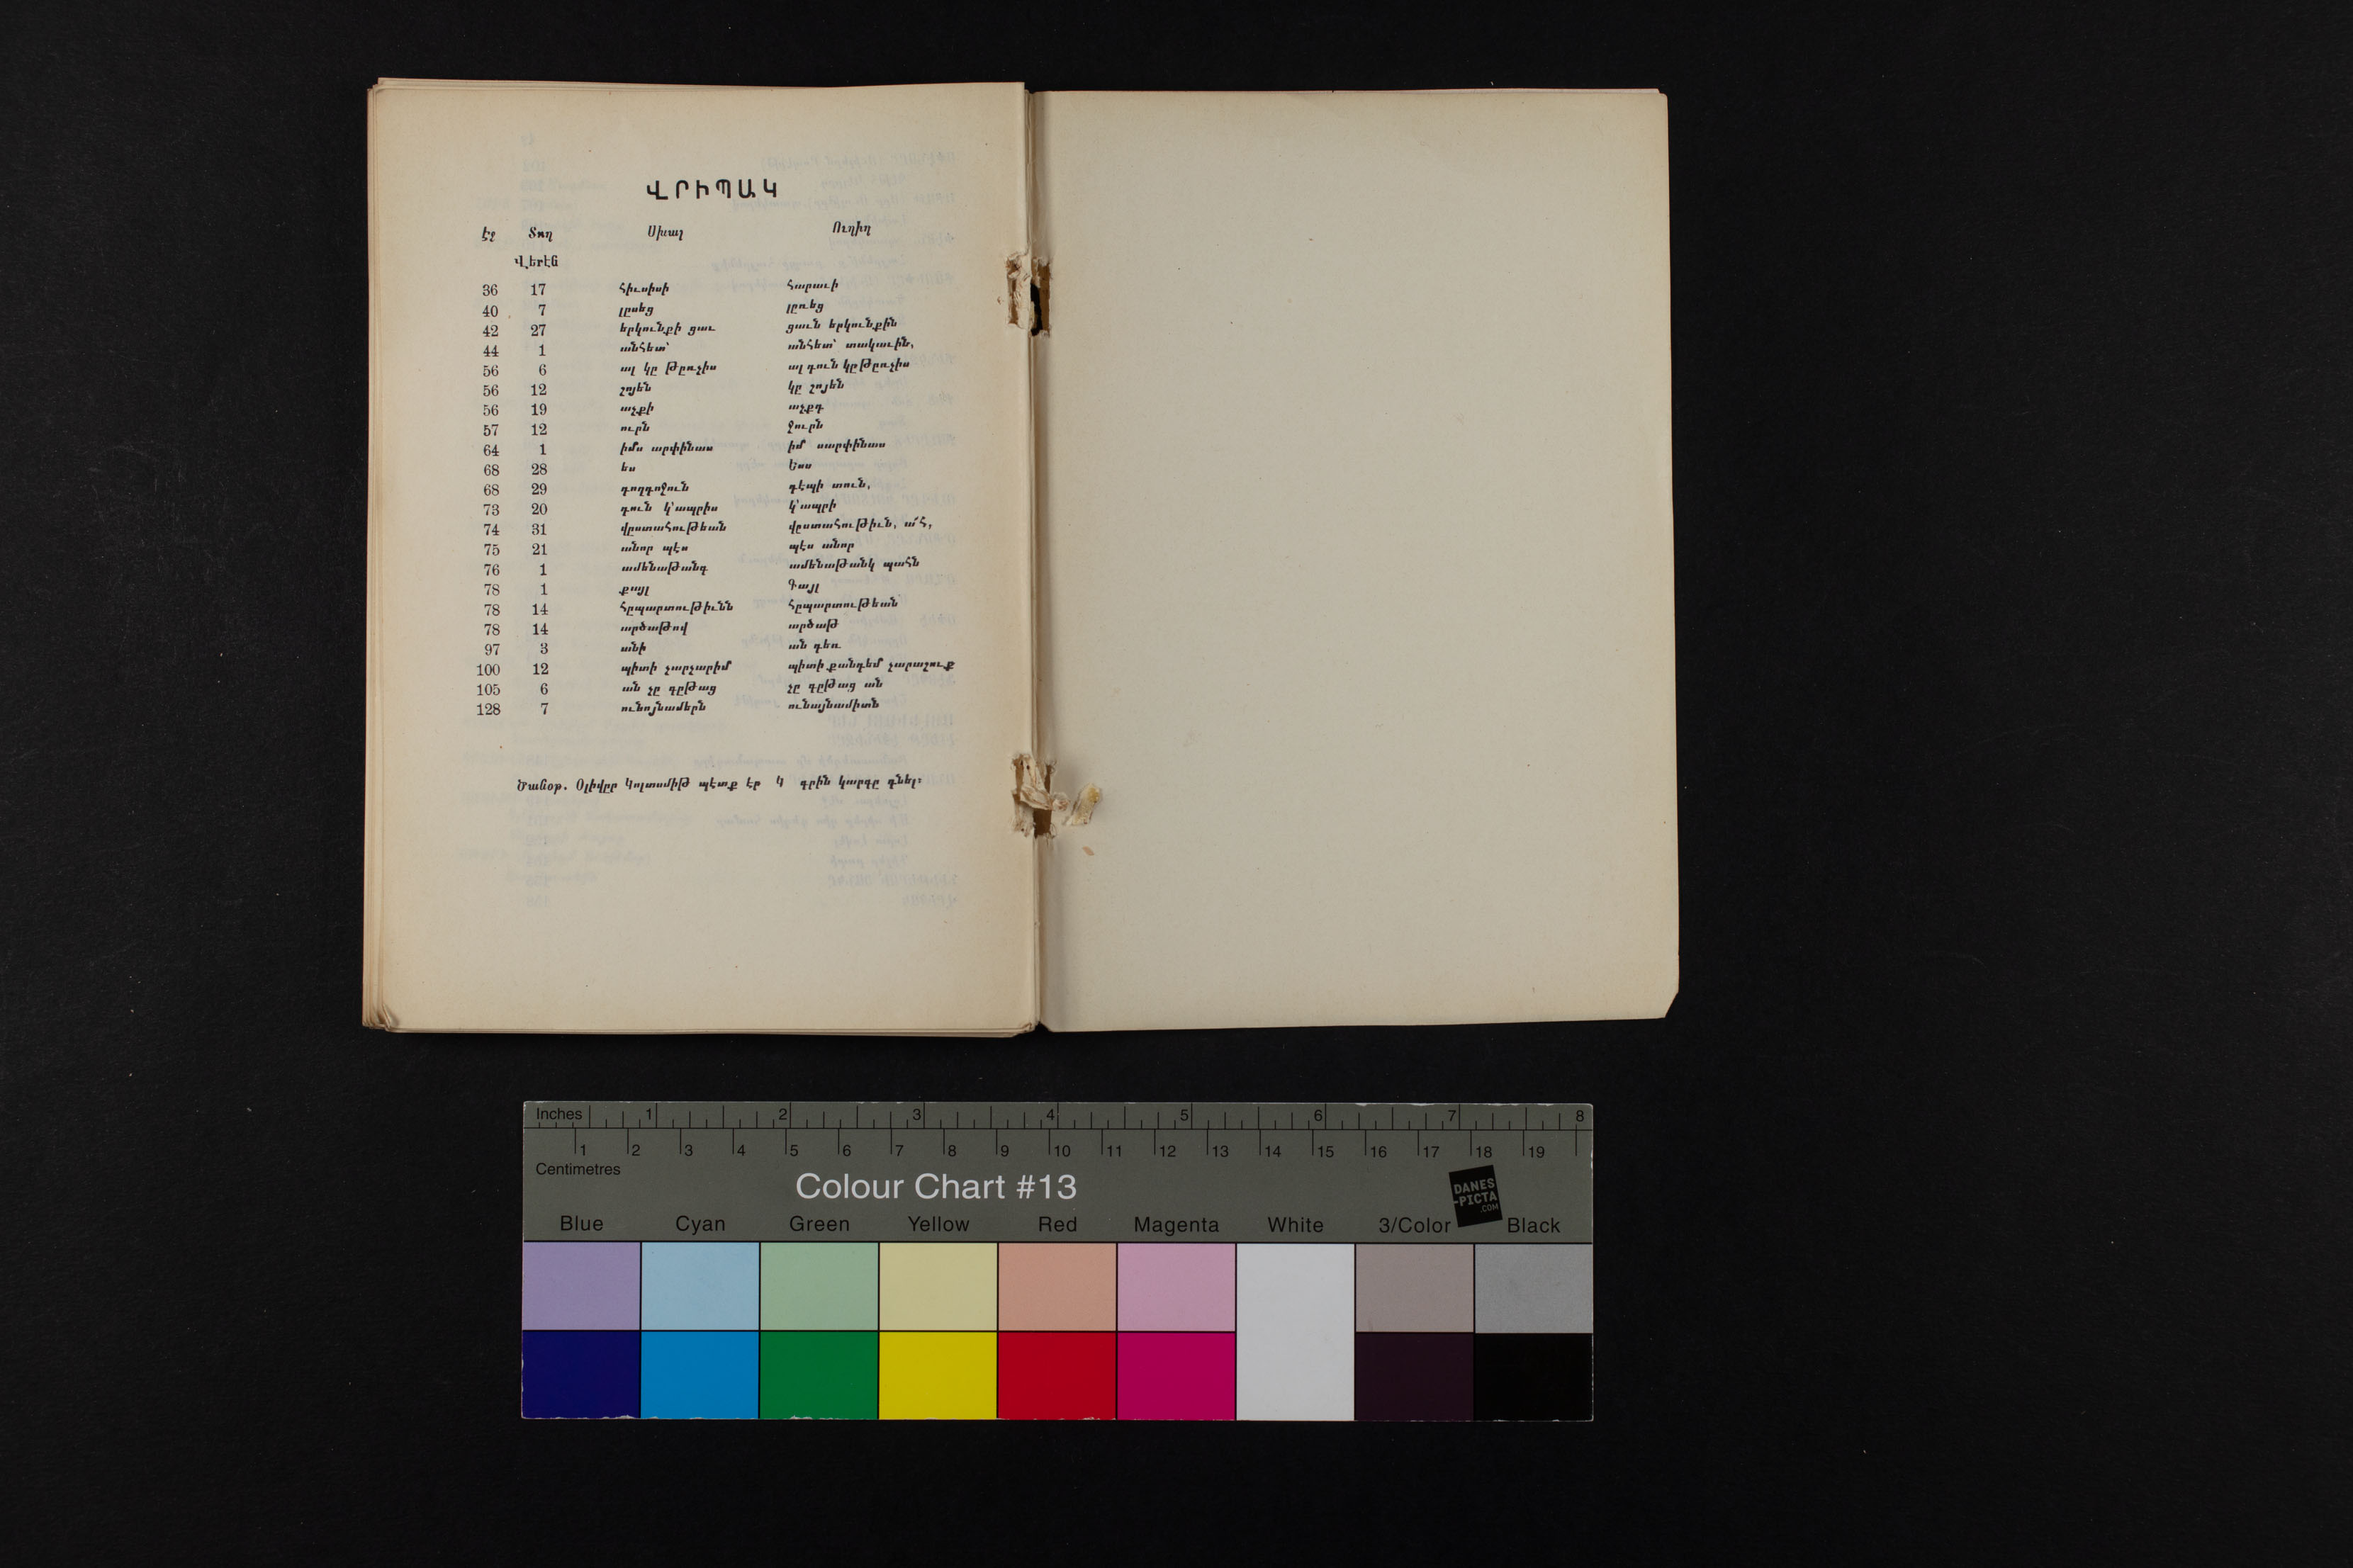 ՎՐԻՊԱԿ
Էջ Տող Սխալ Ուղիղ
Վերէն
36 17 հիւսիսի հարաւի
40 7 լըսեց լըռեց
42 27 երկունքի ցաւ ցաւն երկունքին
44 1 անհետ՝ անհետ՝ տակաւին,
56 6 ալ կը թըռչիս ալ դուն կը թըռչիս
56 12 շոյեն կը շոյեն
56 19 աչքի աչքդ
57 12 ուրն Ջուրն
64 1 իմս արփինաս իմ սարփինաս
68 28 ես Եսս
68 29 դողդոջուն դէպի տուն,
73 20 դուն կ՚ապրիս կ՚ապրի
74 31 վըստահութեան վըստահութիւն, ա՜հ,
75 21 անոր պէս պէս անոր
76 1 ամենաթանգ ամենաթանկ պահն
78 1 քայլ Գայլ
78 14 հըպարտութիւնն հըպարտութեան
78 14 արծաթով արծաթ
97 3 անի ան դեռ
100 12 պիտի չարչարիմ պիտի քանդեմ չարաշուք
105 6 ան չը դըթաց չը գըթաց ան
128 7 ունոյնամերն ունայնամիտն
Ծանօթ. Օլիվըր Կոլտսմիթ պէտք էր Կ գրին կարգը դնել։
Inches 1 2 3 4 5 6 7 8
1 2 3 4 5 6 7 8 9 10 11 12 13 14 15 16 17 18 19
Centimetres
Colour Chart #13
DANES
-PICTA
.COM
Blue Cyan Green Yellow Red Magenta White 3/Color Black